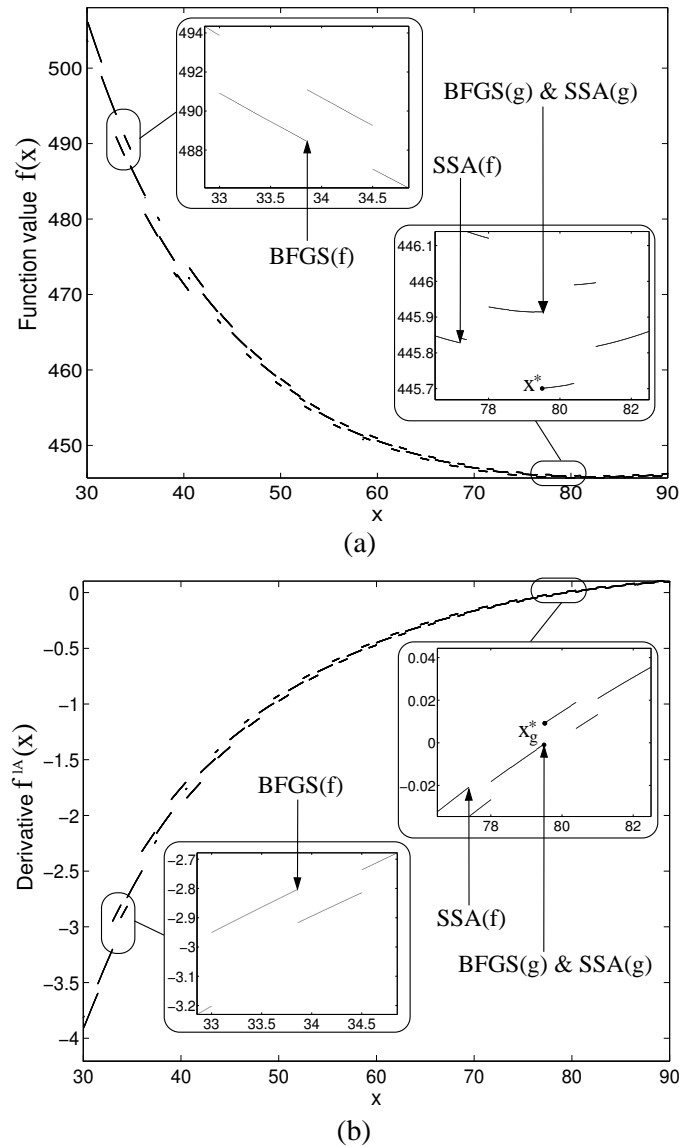 494
492
490
488
33 33.5 34 34.5
BFGS(f)
BFGS(g) & SSA(g)
SSA(f)
446.1
446
445.9
445.8
445.7
x*
78 80 82
500
490
480
470
460
450
Function value f(x)
30 40 50 60 70 80 90
x
(a)
0
−0.5
−1
−1.5
−2
−2.5
−3
−3.5
−4
Derivative f^IA(x)
0.04
0.02
0
−0.02
x*g
78 80 82
BFGS(f)
SSA(f)
BFGS(g) & SSA(g)
−2.7
−2.8
−2.9
−3
−3.1
−3.2
33 33.5 34 34.5
30 40 50 60 70 80 90
x
(b)